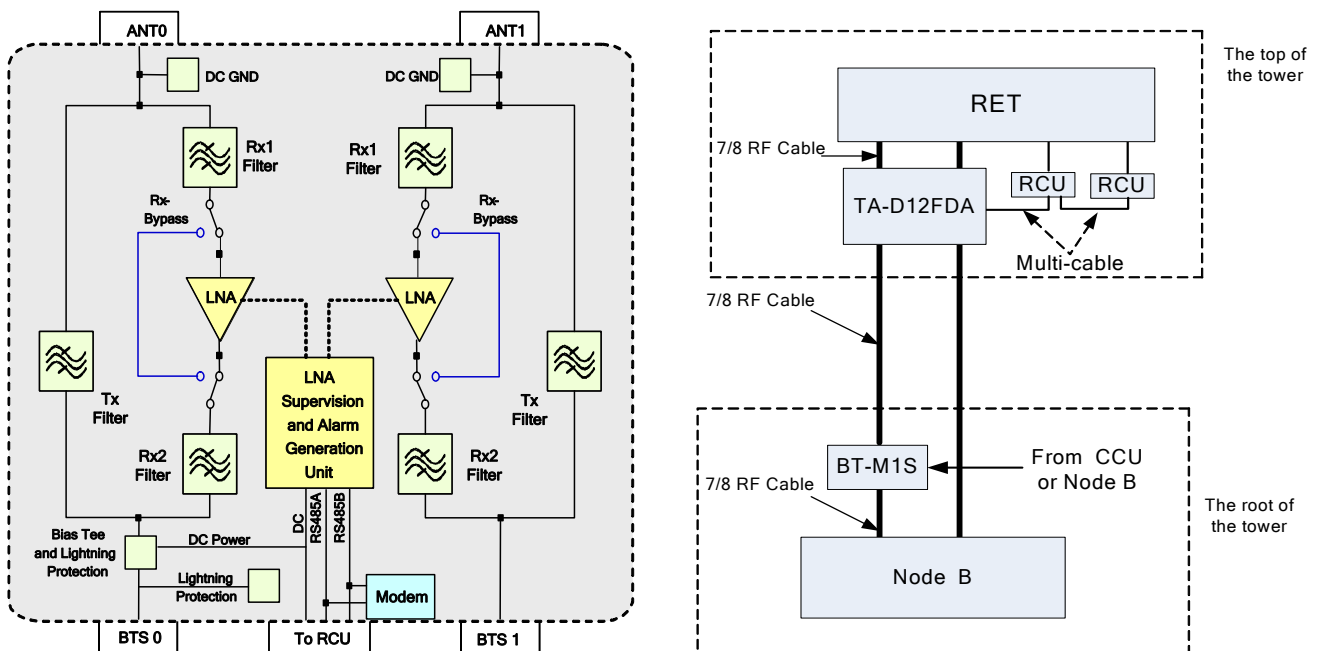 ANT0
ANT1
DC GND
DC GND
Rx1
Filter
Rx1
Filter
Rx-
Bypass
Rx-
Bypass
LNA
LNA
Tx
Filter
LNA
Supervision
and Alarm
Generation
Unit
Tx
Filter
Rx2
Filter
Rx2
Filter
Bias Tee
and Lightning
Protection
DC Power
DC
RS485A
RS485B
Lightning
Protection
Modem
BTS 0
To RCU
BTS 1
The top of
the tower
RET
7/8 RF Cable
RCU
RCU
TA-D12FDA
Multi-cable
7/8 RF Cable
BT-M1S
From CCU
or Node B
7/8 RF Cable
The root of
the tower
Node B